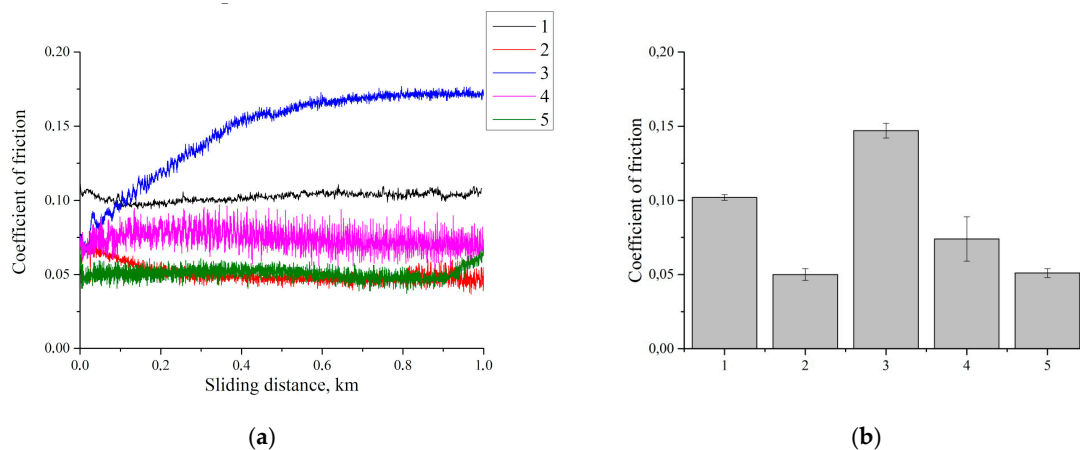 1
2
3
4
5
0,20
0,15
0,10
0,05
0,00
Coefficient of friction
0.0 0.2 0.4 0.6 0.8 1.0
Sliding distance, km
(a)
0,20
0,15
0,10
0,05
0,00
Coefficient of friction
1 2 3 4 5
(b)